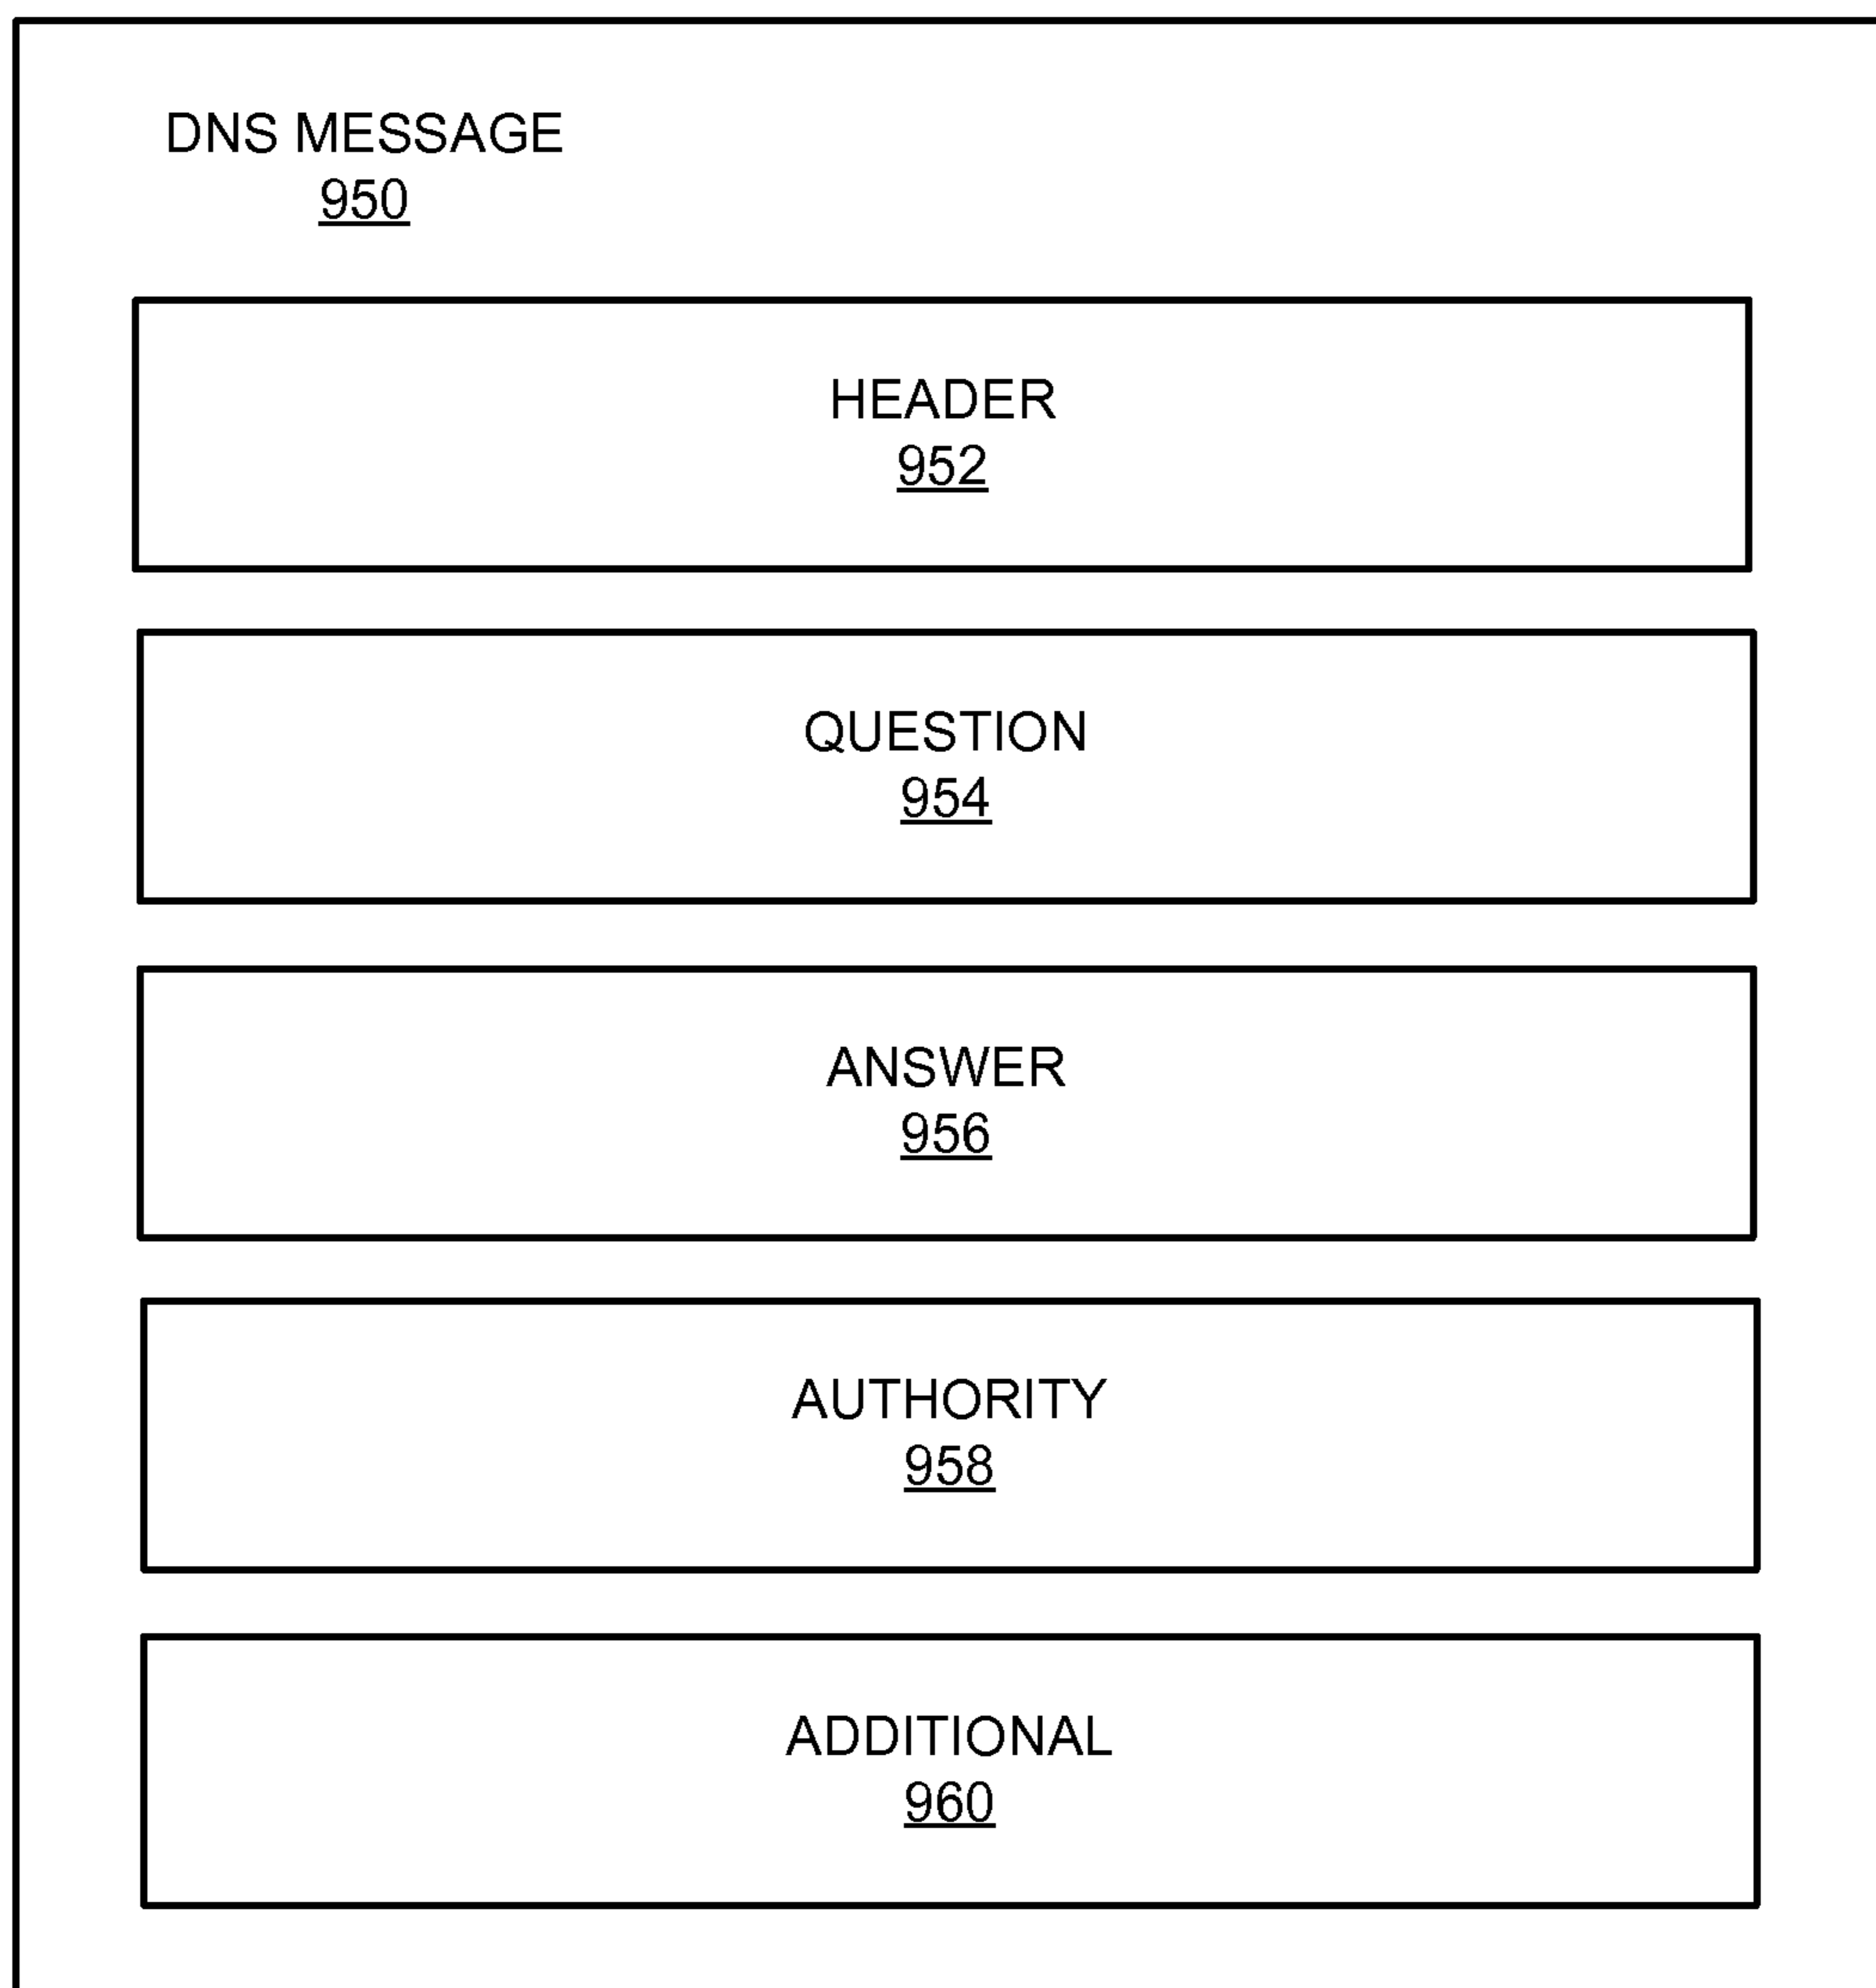 DNS MESSAGE
950
HEADER
952
QUESTION
954
ANSWER
956
AUTHORITY
958
ADDITIONAL
960